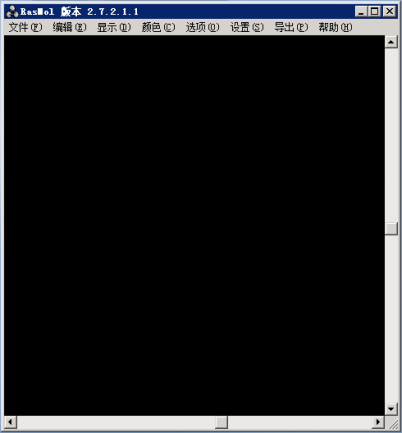 RasMol 版本 2.7.2.1.1
文件(F) 编辑(E) 显示(D) 颜色(C) 选项(O) 设置(S) 导出(P) 帮助(H)